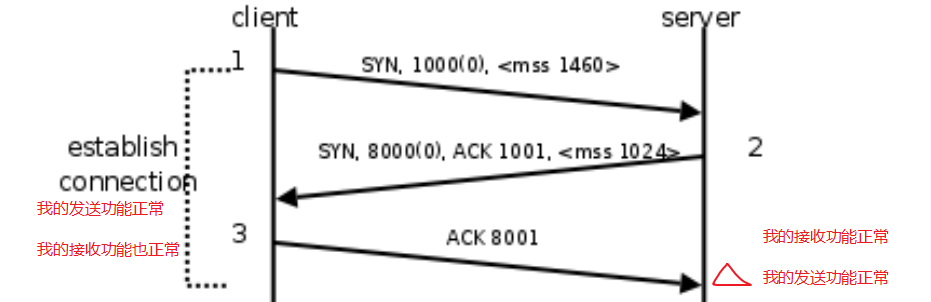 client
server
1
SYN, 1000(0), <mss 1460>
SYN, 8000(0), ACK 1001, <mss 1024>
2
establish
connection
我的发送功能正常
我的接收功能也正常
3
ACK 8001
我的接收功能正常
我的发送功能正常